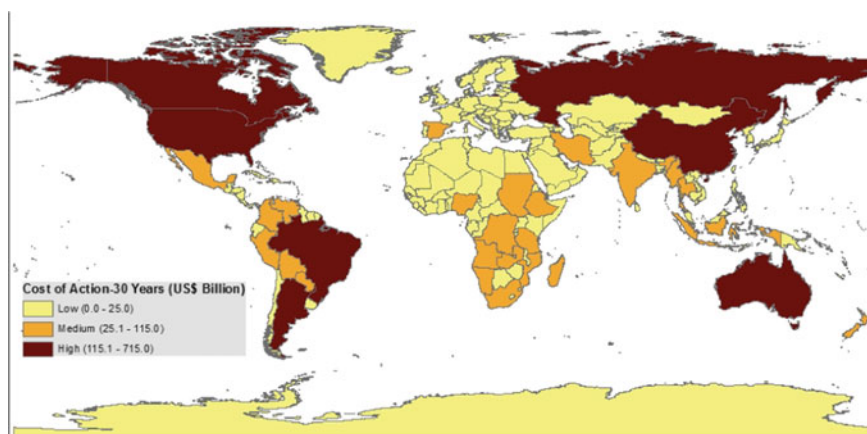 Cost of Action-30 Years (US$ Billion)
Low (0.0 - 25.0)
Medium (25.1 - 115.0)
High (115.1 - 715.0)